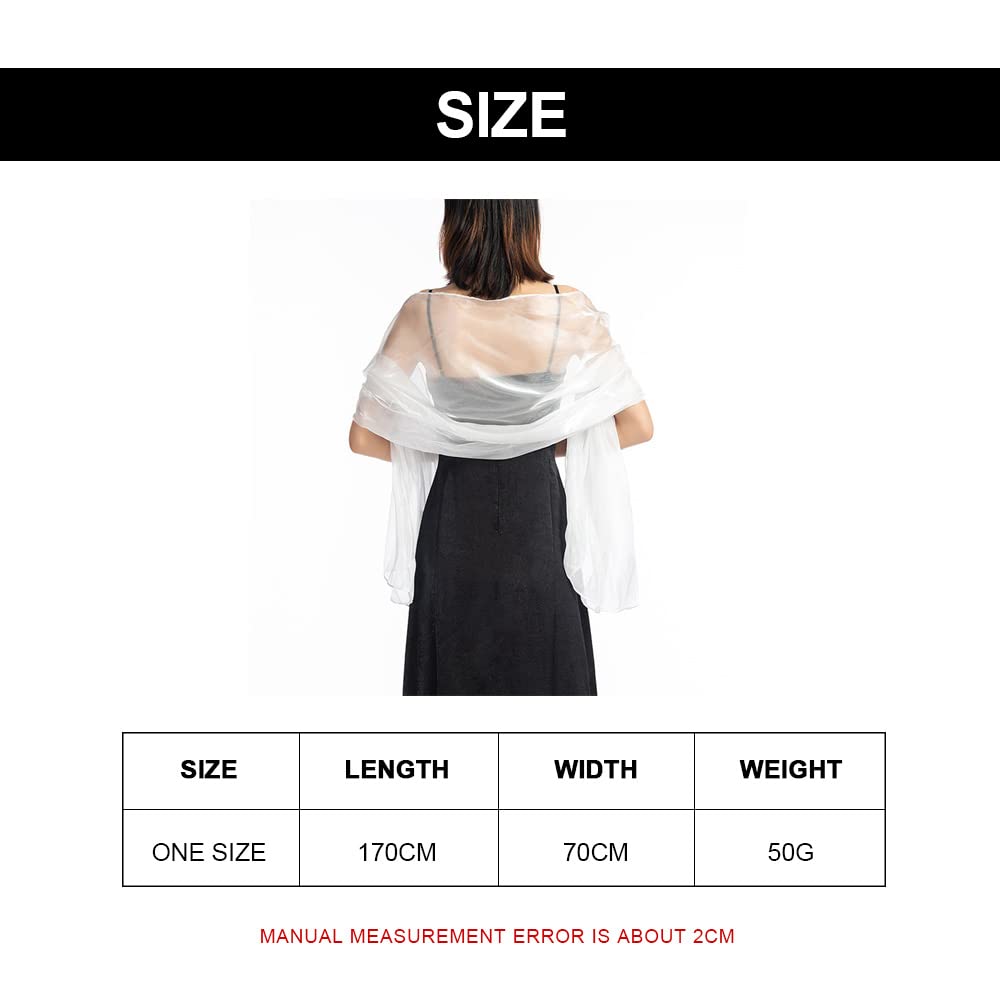 SIZE
SIZE LENGTH WIDTH WEIGHT
ONE SIZE 170CM 70CM 50G
MANUAL MEASUREMENT ERROR IS ABOUT 2CM